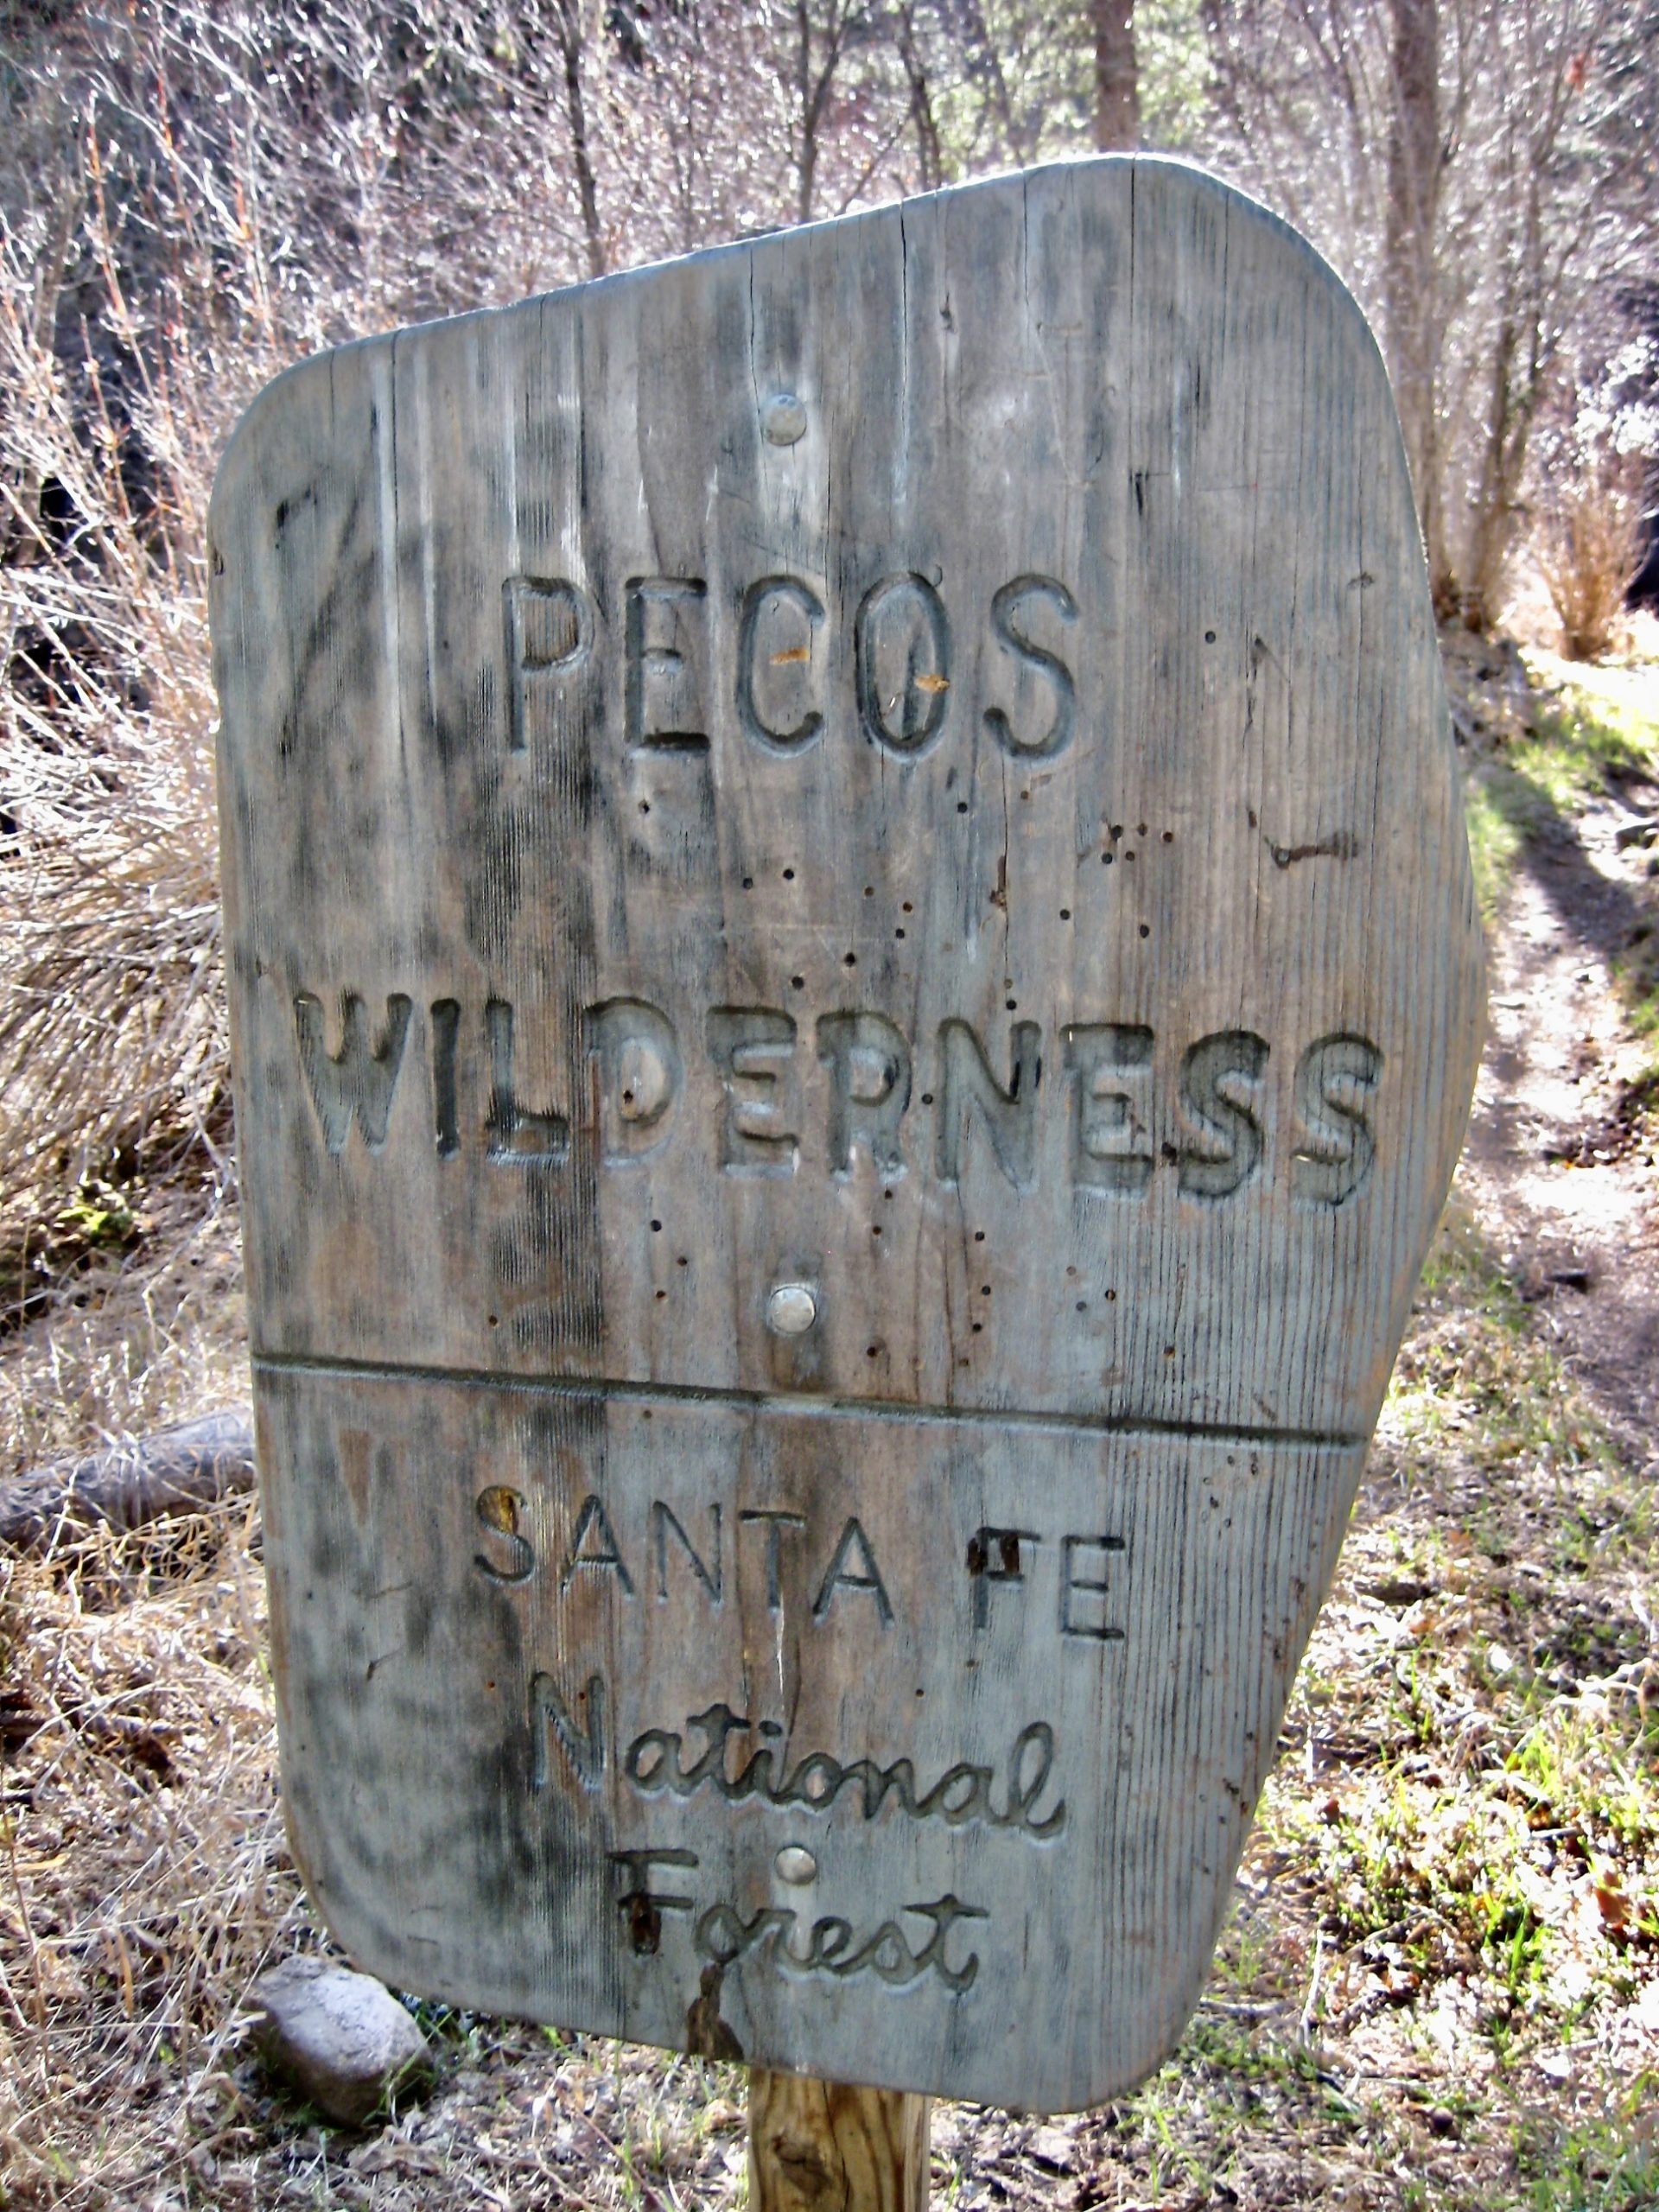 PECOS
WILDERNESS
SANTA FE
National
Forest